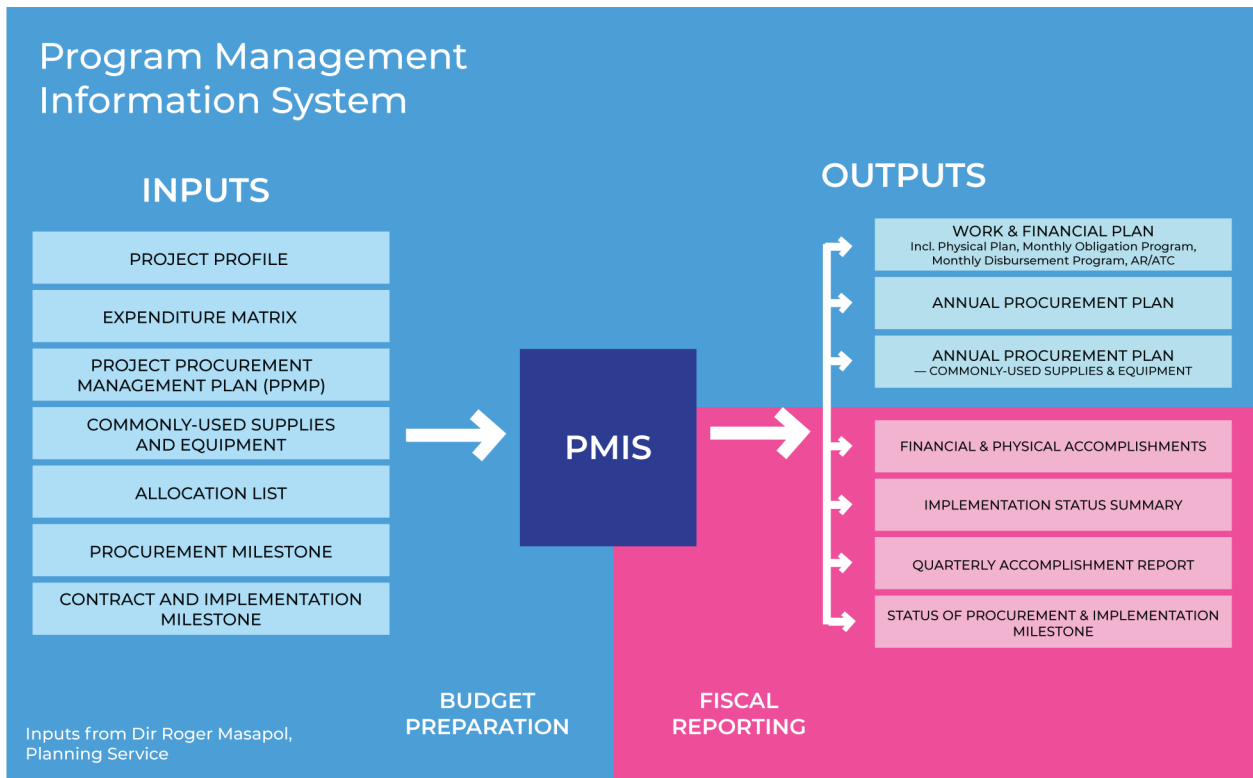 Program Management
Information System
INPUTS
PROJECT PROFILE
EXPENDITURE MATRIX
PROJECT PROCUREMENT
MANAGEMENT PLAN (PPMP)
COMMONLY-USED SUPPLIES
AND EQUIPMENT
ALLOCATION LIST
PROCUREMENT MILESTONE
CONTRACT AND IMPLEMENTATION
MILESTONE
PMIS
OUTPUTS
WORK & FINANCIAL PLAN
Incl. Physical Plan, Monthly Obligation Program,
Monthly Disbursement Program, AR/ATC
ANNUAL PROCUREMENT PLAN
ANNUAL PROCUREMENT PLAN
— COMMONLY-USED SUPPLIES & EQUIPMENT
FINANCIAL & PHYSICAL ACCOMPLISHMENTS
IMPLEMENTATION STATUS SUMMARY
QUARTERLY ACCOMPLISHMENT REPORT
STATUS OF PROCUREMENT & IMPLEMENTATION
MILESTONE
BUDGET
PREPARATION
FISCAL
REPORTING
Inputs from Dir Roger Masapol,
Planning Service